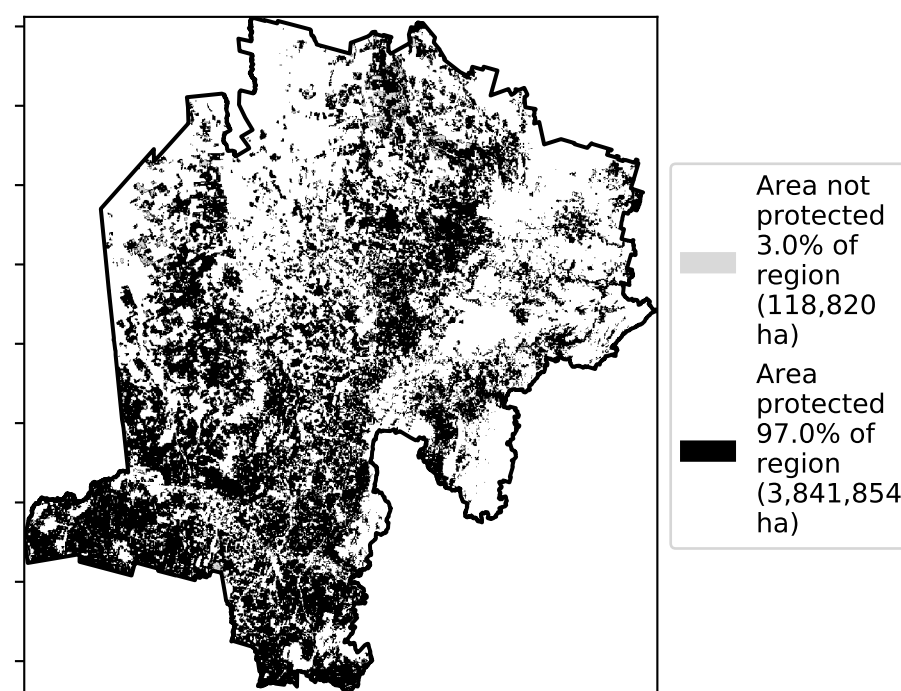 Area not
protected
3.0% of
region
(118,820
ha)
Area
protected
97.0% of
region
(3,841,854
ha)